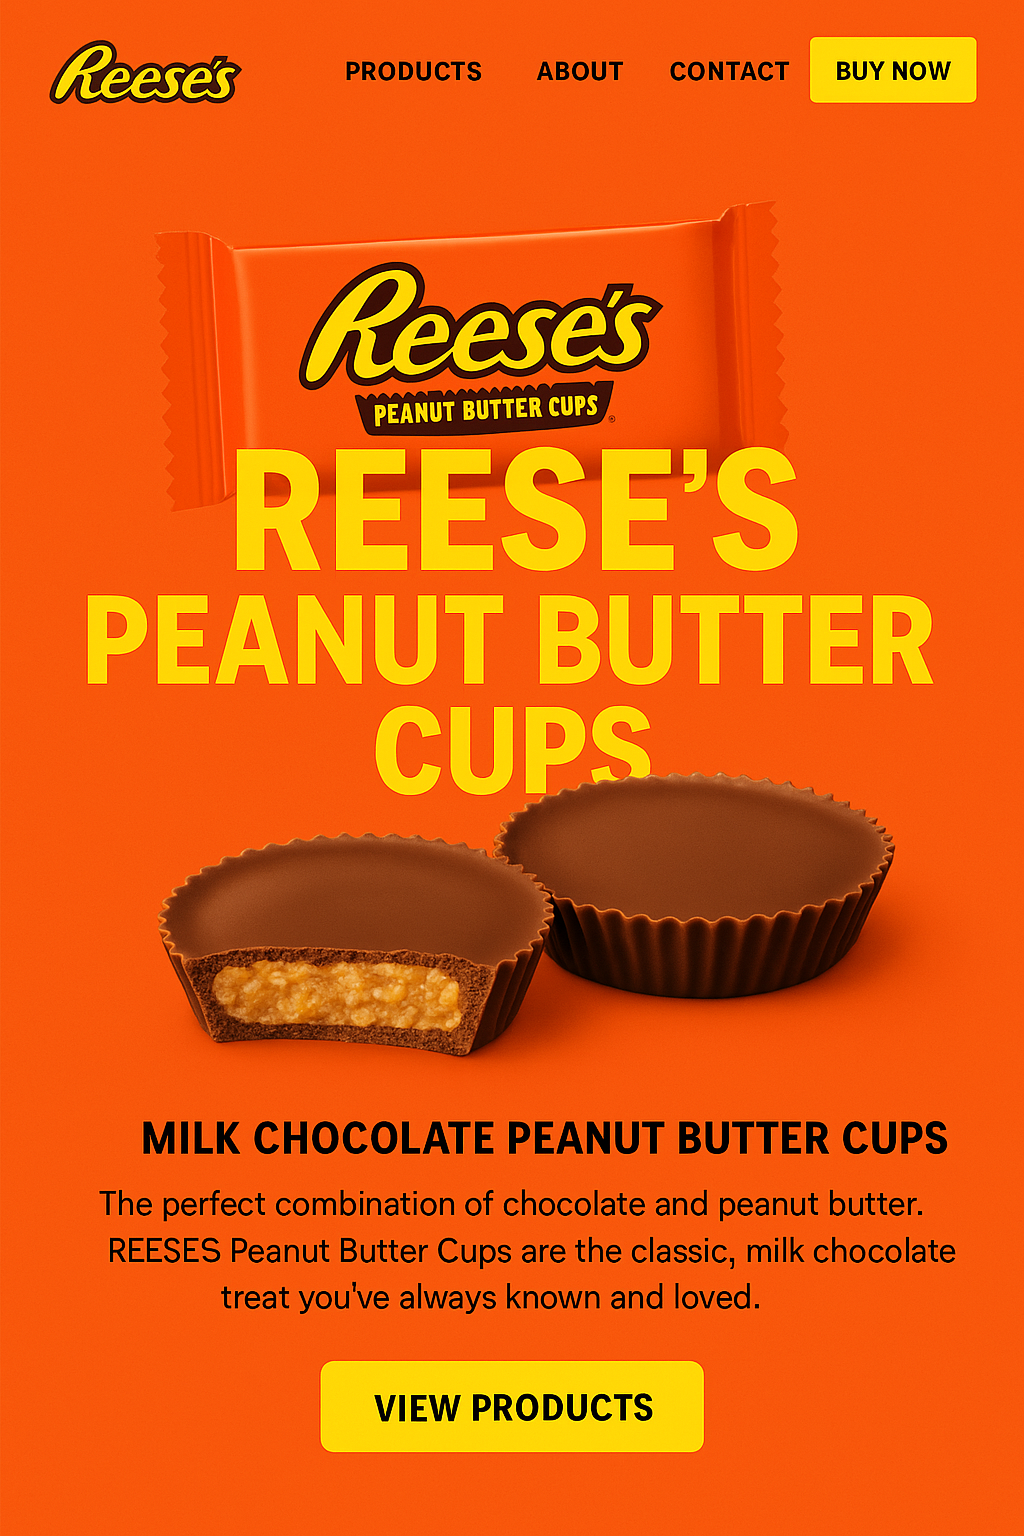 Reese's
PRODUCTS ABOUT CONTACT BUY NOW
Reese's
PEANUT BUTTER CUPS
®
REESE'S
PEANUT BUTTER
CUPS
MILK CHOCOLATE PEANUT BUTTER CUPS
The perfect combination of chocolate and peanut butter.
REESES Peanut Butter Cups are the classic, milk chocolate
treat you've always known and loved.
VIEW PRODUCTS